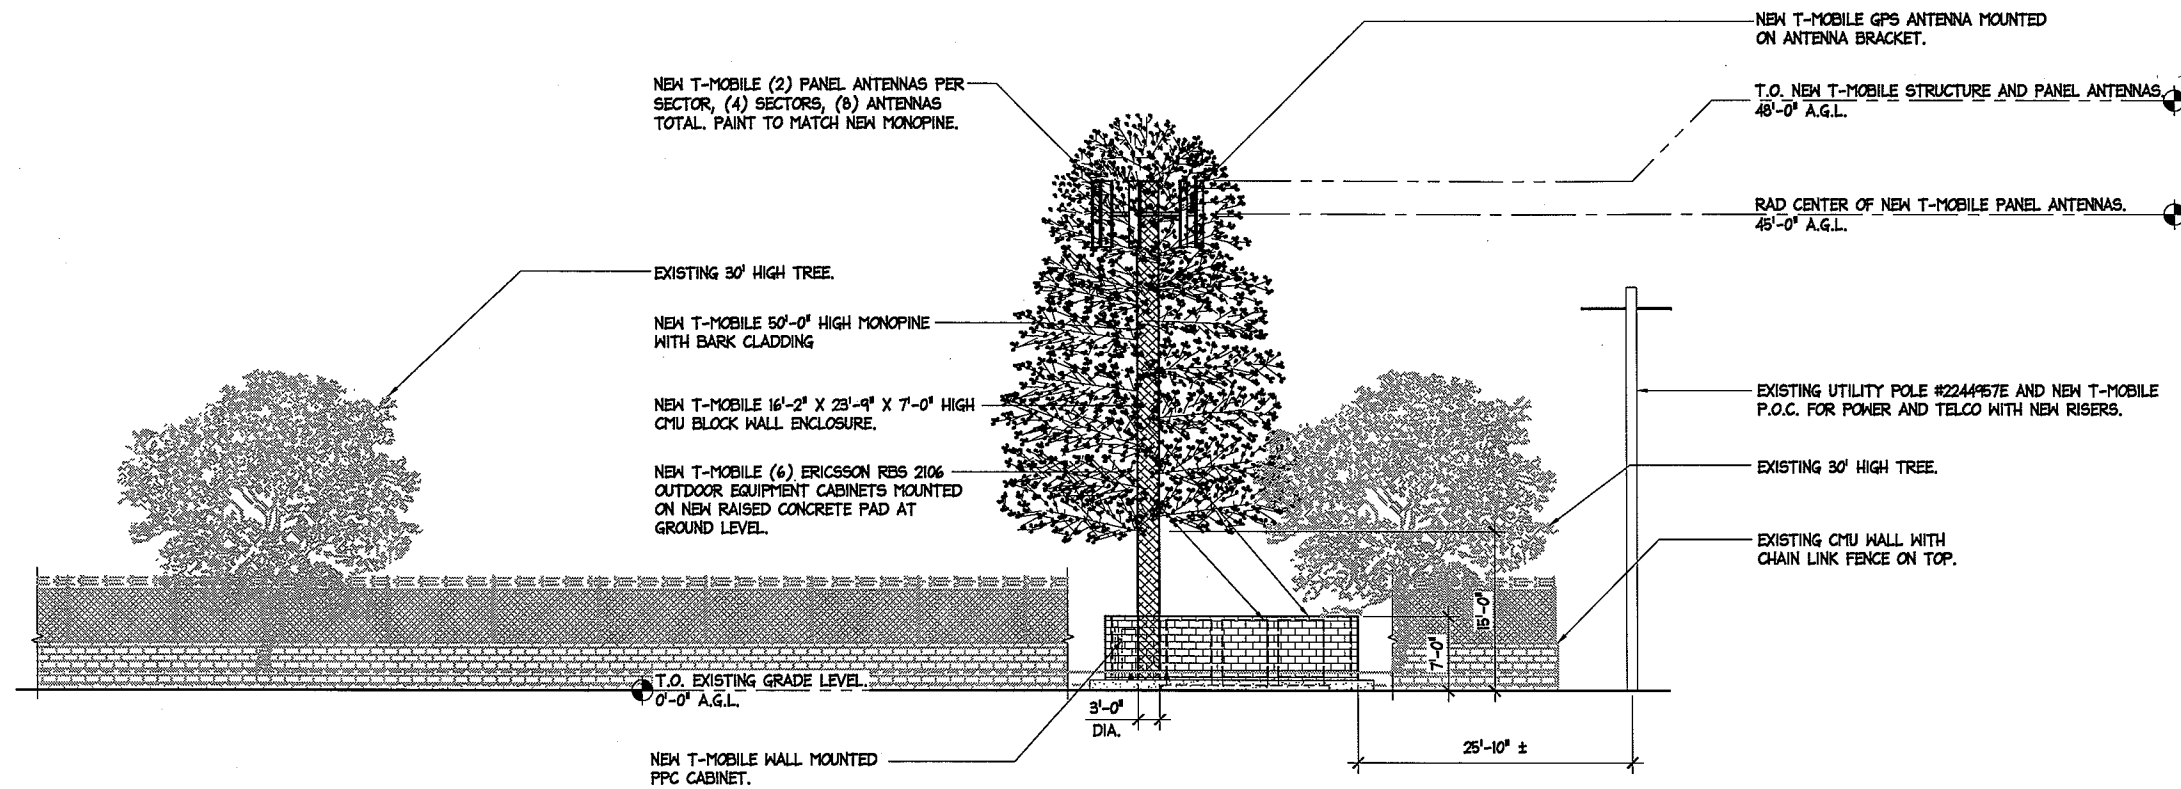 NEW T-MOBILE GPS ANTENNA MOUNTED
ON ANTENNA BRACKET.
NEW T-MOBILE (2) PANEL ANTENNAS PER
SECTOR, (4) SECTORS, (8) ANTENNAS
TOTAL. PAINT TO MATCH NEW MONOPINE.
T.O. NEW T-MOBILE STRUCTURE AND PANEL ANTENNAS.
48'-0" A.G.L.
RAD CENTER OF NEW T-MOBILE PANEL ANTENNAS.
45'-0" A.G.L.
EXISTING 30' HIGH TREE.
NEW T-MOBILE 50'-0" HIGH MONOPINE
WITH BARK CLADDING
NEW T-MOBILE 16'-2" X 23'-9" X 7'-0" HIGH
CMU BLOCK WALL ENCLOSURE.
NEW T-MOBILE (6) ERICSSON RBS 2106
OUTDOOR EQUIPMENT CABINETS MOUNTED
ON NEW RAISED CONCRETE PAD AT
GROUND LEVEL.
EXISTING UTILITY POLE #2244957E AND NEW T-MOBILE
P.O.C. FOR POWER AND TELCO WITH NEW RISERS.
EXISTING 30' HIGH TREE.
EXISTING CMU WALL WITH
CHAIN LINK FENCE ON TOP.
15'-0"
7'-0"
T.O. EXISTING GRADE LEVEL.
0'-0" A.G.L.
3'-0"
DIA.
25'-10" ±
NEW T-MOBILE WALL MOUNTED
PPC CABINET.